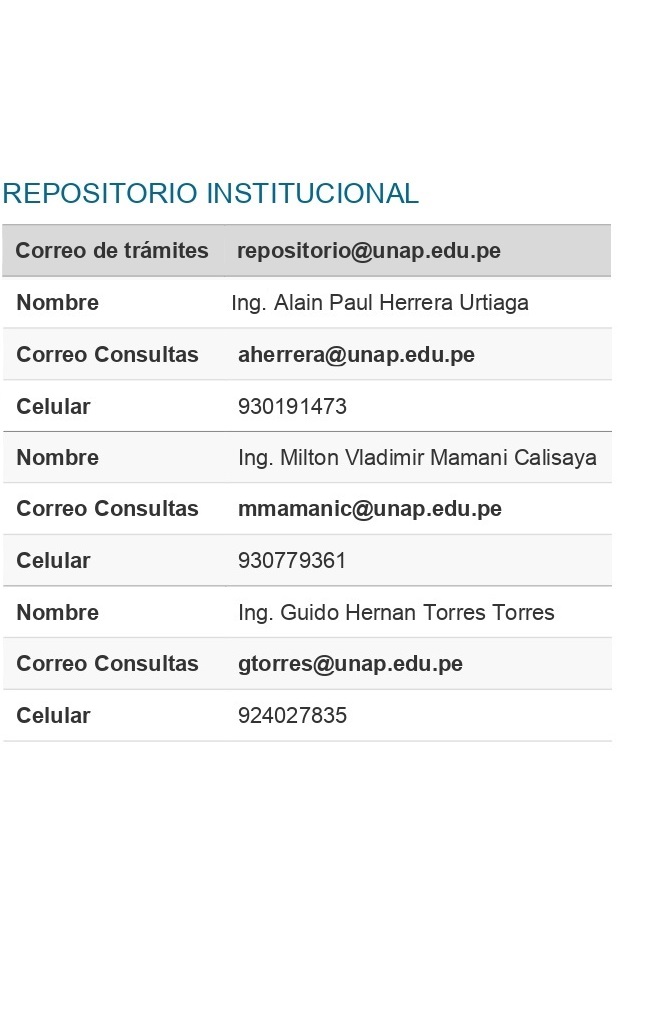 REPOSITORIO INSTITUCIONAL
Correo de trámites repositorio@unap.edu.pe
Nombre Ing. Alain Paul Herrera Urtiaga
Correo Consultas aherrera@unap.edu.pe
Celular 930191473
Nombre Ing. Milton Vladimir Mamani Calisaya
Correo Consultas mmamanic@unap.edu.pe
Celular 930779361
Nombre Ing. Guido Hernan Torres Torres
Correo Consultas gtorres@unap.edu.pe
Celular 924027835